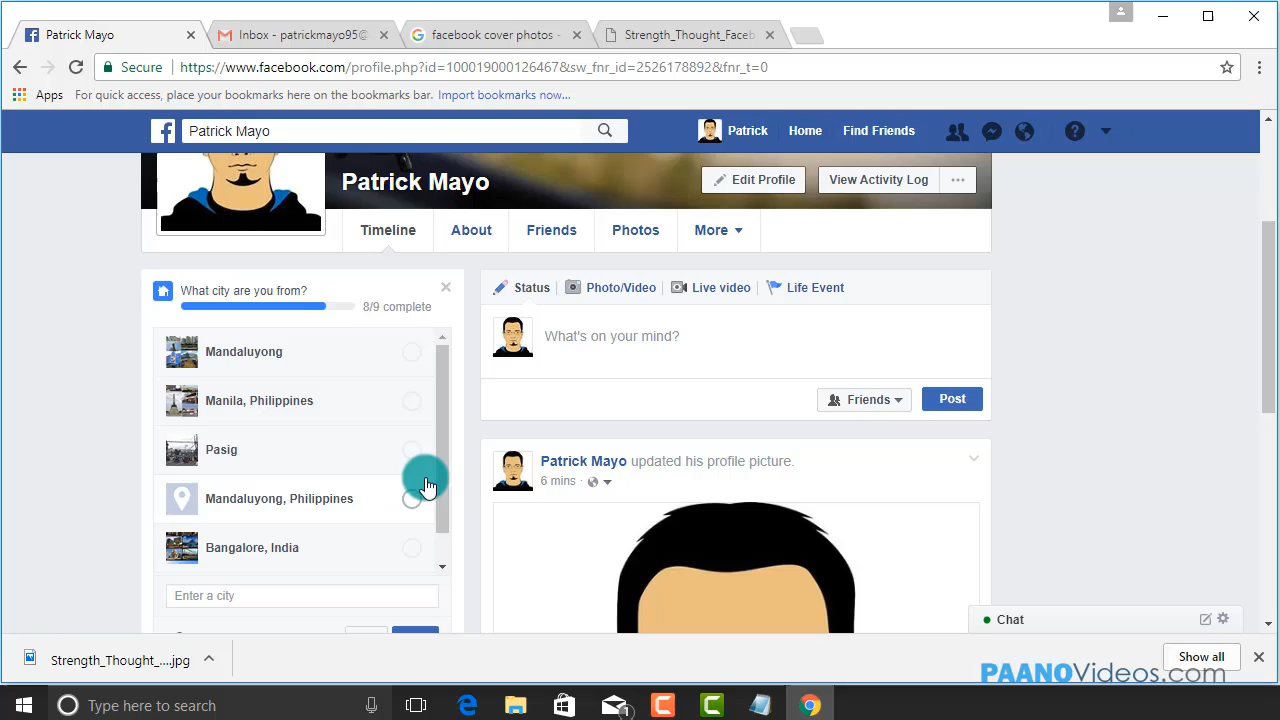 Patrick Mayo
Inbox - patrickmayo95@
facebook cover photos -
Strength_Thought_Faceb
Secure https://www.facebook.com/profile.php?id=100019000126467&sw_fnr_id=2526178892&fnr_t=0
Apps For quick access, place your bookmarks here on the bookmarks bar. Import bookmarks now...
Patrick Mayo
Patrick Home Find Friends
Patrick Mayo
Edit Profile
View Activity Log
Timeline About Friends Photos More
What city are you from?
8/9 complete
Mandaluyong
Manila, Philippines
Pasig
Mandaluyong, Philippines
Bangalore, India
Enter a city
Status Photo/Video Live video Life Event
What's on your mind?
Friends Post
Patrick Mayo updated his profile picture.
6 mins
Chat
Strength_Thought_....jpg
Show all
PAANOVideos.com
Type here to search
1